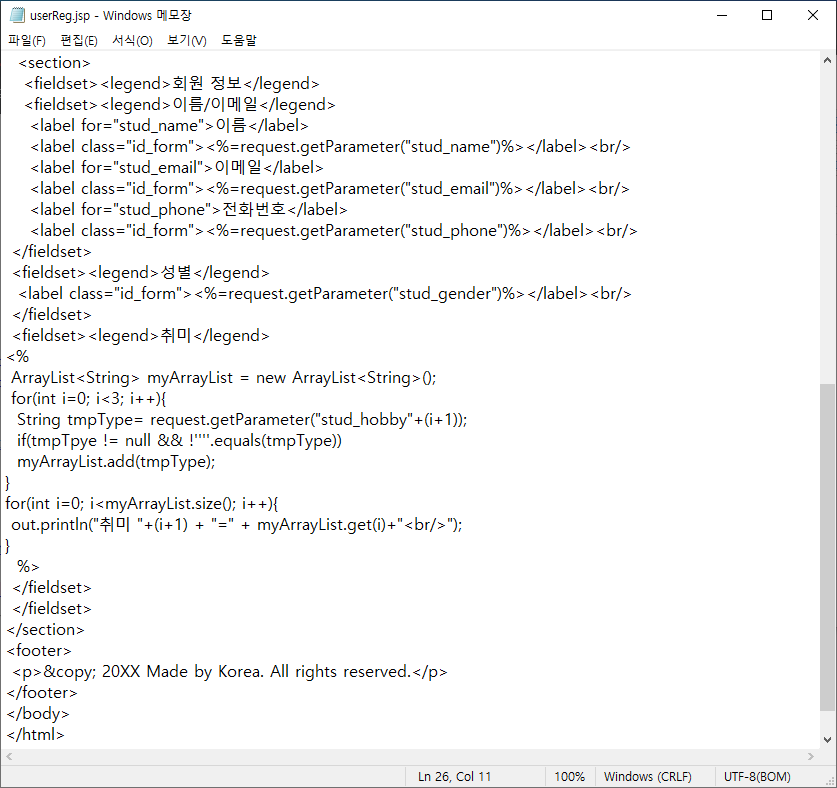 userReg.jsp - Windows 메모장
파일(F) 편집(E) 서식(O) 보기(V) 도움말
<section>
<fieldset><legend>회원 정보</legend>
<fieldset><legend>이름/이메일</legend>
<label for="stud_name">이름</label>
<label class="id_form"><%=request.getParameter("stud_name")%></label><br/>
<label for="stud_email">이메일</label>
<label class="id_form"><%=request.getParameter("stud_email")%></label><br/>
<label for="stud_phone">전화번호</label>
<label class="id_form"><%=request.getParameter("stud_phone")%></label><br/>
</fieldset>
<fieldset><legend>성별</legend>
<label class="id_form"><%=request.getParameter("stud_gender")%></label><br/>
</fieldset>
<fieldset><legend>취미</legend>
<%
ArrayList<String> myArrayList = new ArrayList<String>();
for(int i=0; i<3; i++){
String tmpType= request.getParameter("stud_hobby"+(i+1));
if(tmpTpye != null && !"".equals(tmpType))
myArrayList.add(tmpType);
}
for(int i=0; i<myArrayList.size(); i++){
out.println("취미 "+(i+1) + "=" + myArrayList.get(i)+"<br/>");
}
%>
</fieldset>
</fieldset>
</section>
<footer>
<p>&copy; 20XX Made by Korea. All rights reserved.</p>
</footer>
</body>
</html>
Ln 26, Col 11 100% Windows (CRLF) UTF-8(BOM)